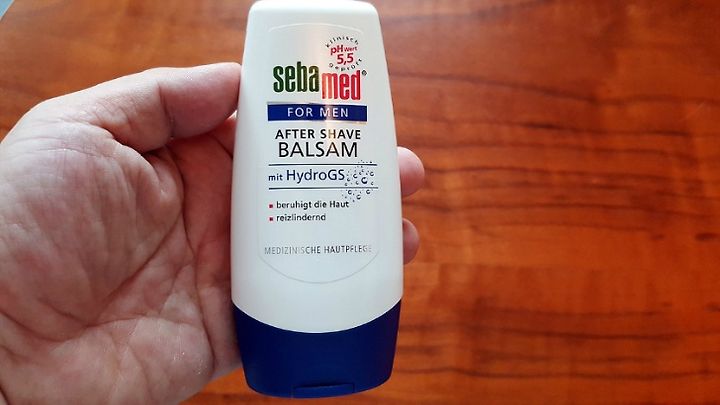 klinisch
pH Wert
5,5
geprüft
sebamed®
FOR MEN
AFTER SHAVE
BALSAM
mit HydroGS
beruhigt die Haut
reizlindernd
MEDIZINISCHE HAUTPFLEGE